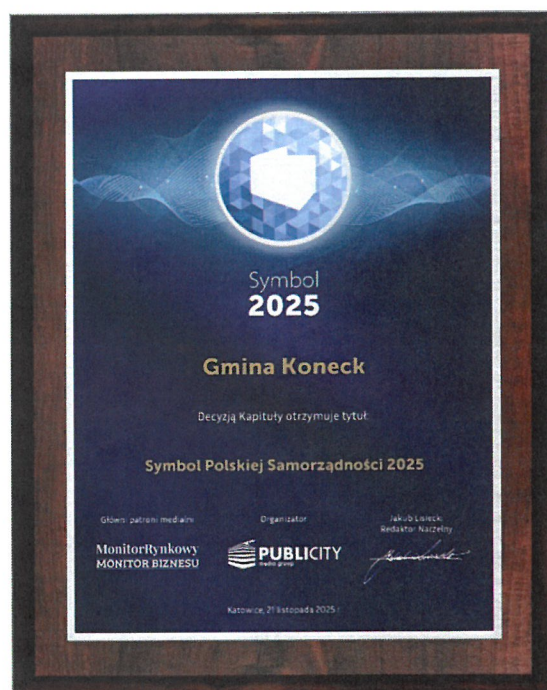 Symbol
2025
Gmina Koneck
Decyzją Kapituły otrzymuje tytuł:
Symbol Polskiej Samorządności 2025
Główni patroni medialni
MonitorRynkowy
MONITOR BIZNESU
Organizator
PUBLICITY
media group
Jakub Lisiecki
Redaktor Naczelny
Katowice, 21 listopada 2025 r.